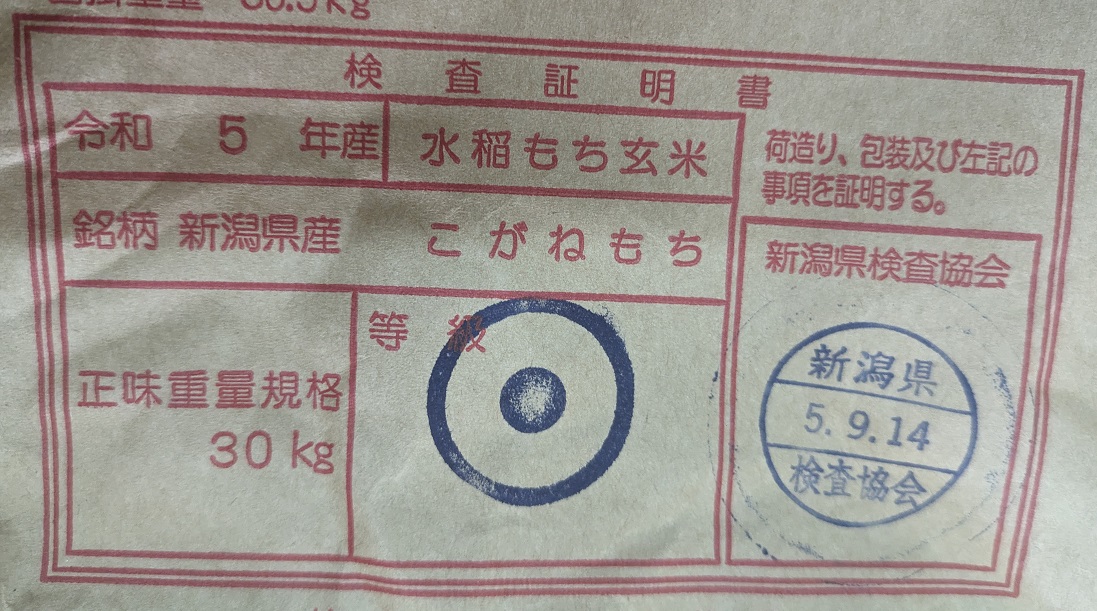 検査証明書
令和 5 年産 水稲もち玄米
銘柄 新潟県産 こがねもち
正味重量規格
30 kg
等級
荷造り、包装及び左記の
事項を証明する。
新潟県検査協会
新潟県
5.9.14
検査協会